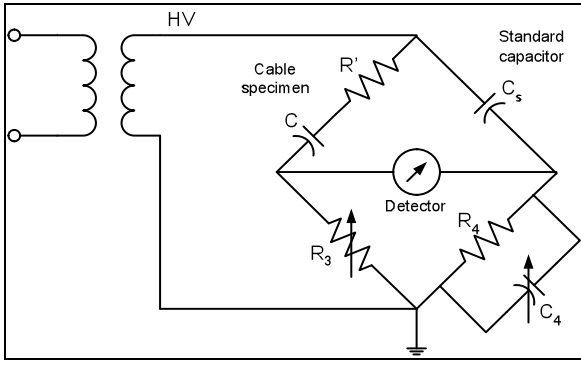 HV
Standard
capacitor
Cable
specimen
R'
C
Cs
Detector
R3
R4
C4